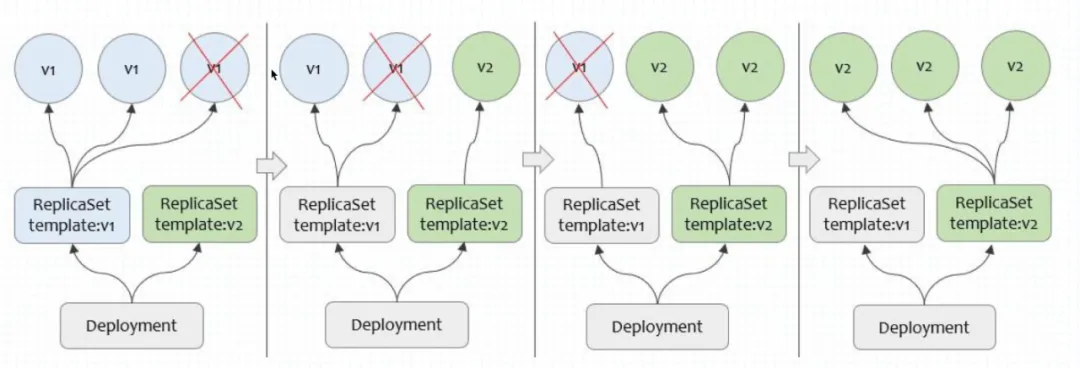 v1
v1
v1
ReplicaSet
template:v1
ReplicaSet
template:v2
Deployment
v1
v1
v2
ReplicaSet
template:v1
ReplicaSet
template:v2
Deployment
v1
v2
v2
ReplicaSet
template:v1
ReplicaSet
template:v2
Deployment
v2
v2
v2
ReplicaSet
template:v1
ReplicaSet
template:v2
Deployment